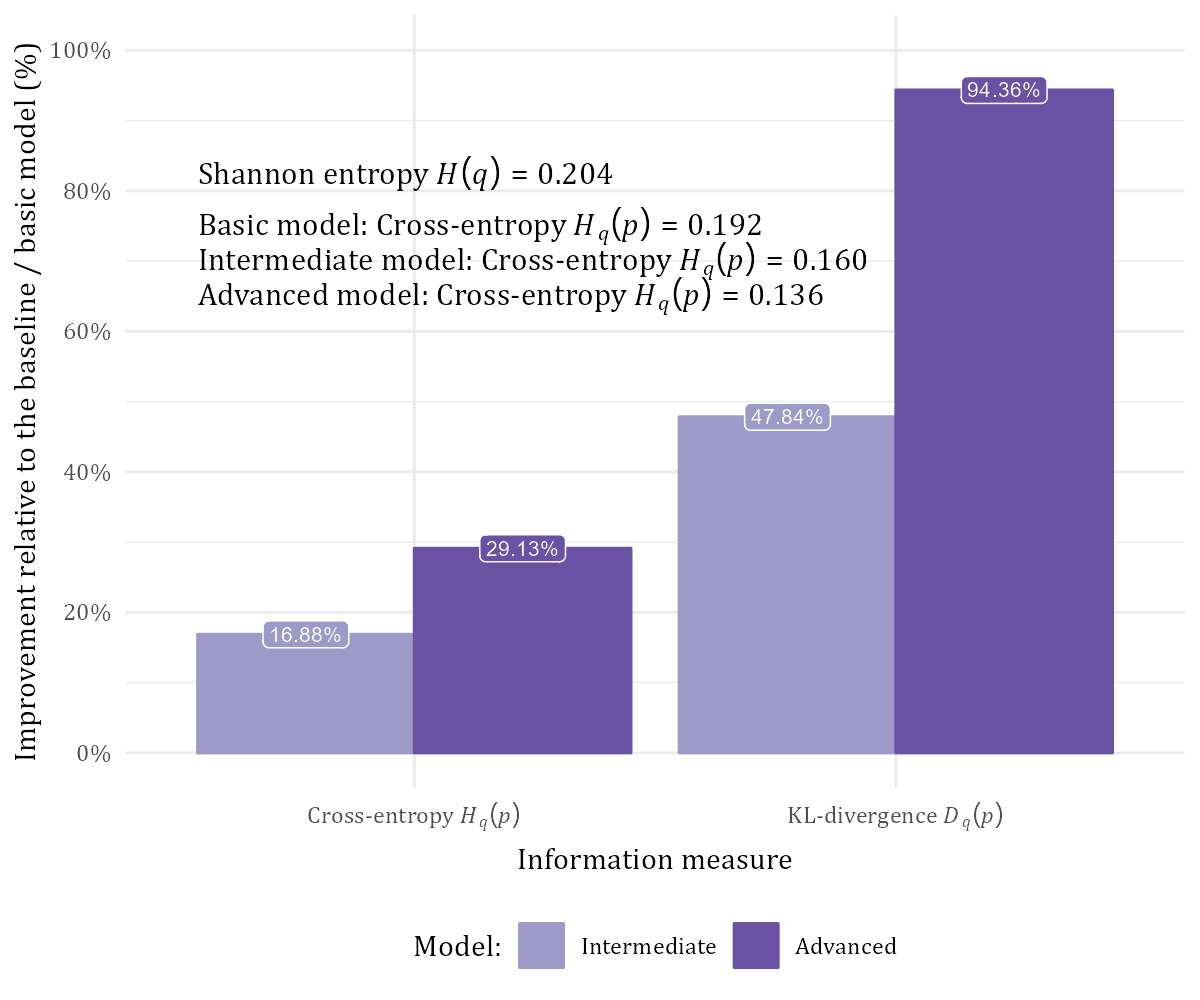 Improvement relative to the baseline / basic model (%)
100%
80%
60%
40%
20%
0%
Shannon entropy H(q) = 0.204
Basic model: Cross-entropy H_q(p) = 0.192
Intermediate model: Cross-entropy H_q(p) = 0.160
Advanced model: Cross-entropy H_q(p) = 0.136
16.88%
29.13%
47.84%
94.36%
Cross-entropy H_q(p)
KL-divergence D_q(p)
Information measure
Model:
Intermediate
Advanced